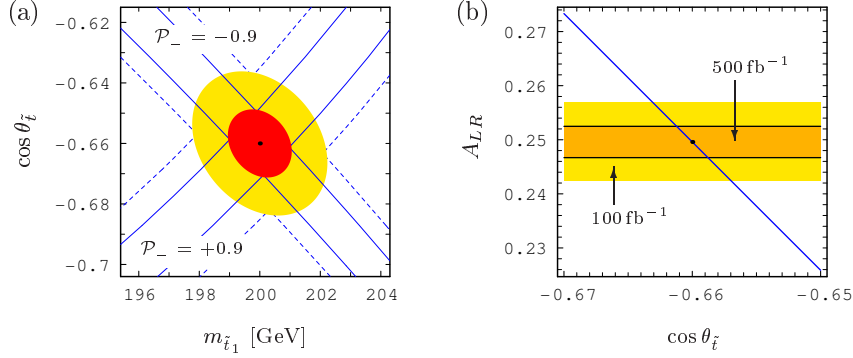 (a)
−0.62
−0.64
−0.66
−0.68
−0.7
cos θ_t̃
𝒫₋ = −0.9
𝒫₋ = +0.9
196 198 200 202 204
m_t̃₁ [GeV]
(b)
0.27
0.26
0.25
0.24
0.23
A_LR
500 fb⁻¹
100 fb⁻¹
−0.67 −0.66 −0.65
cos θ_t̃